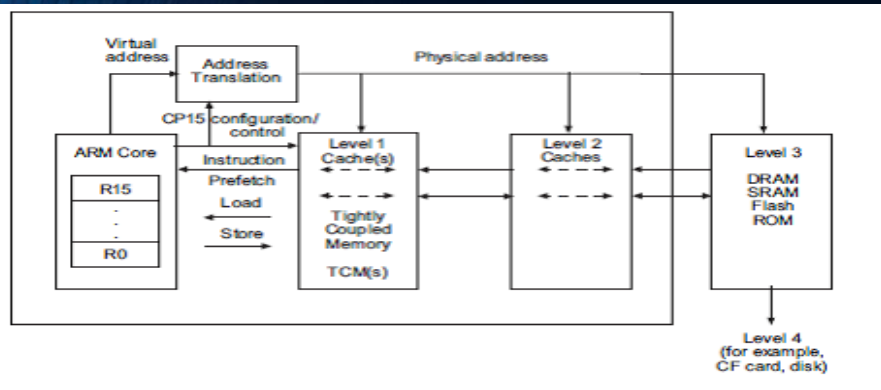 Virtual
address
Address
Translation
Physical address
CP15 configuration/
control
ARM Core
R15
.
.
.
R0
Instruction
Prefetch
Load
Store
Level 1
Cache(s)
Tightly
Coupled
Memory
TCM(s)
Level 2
Caches
Level 3
DRAM
SRAM
Flash
ROM
Level 4
(for example,
CF card, disk)